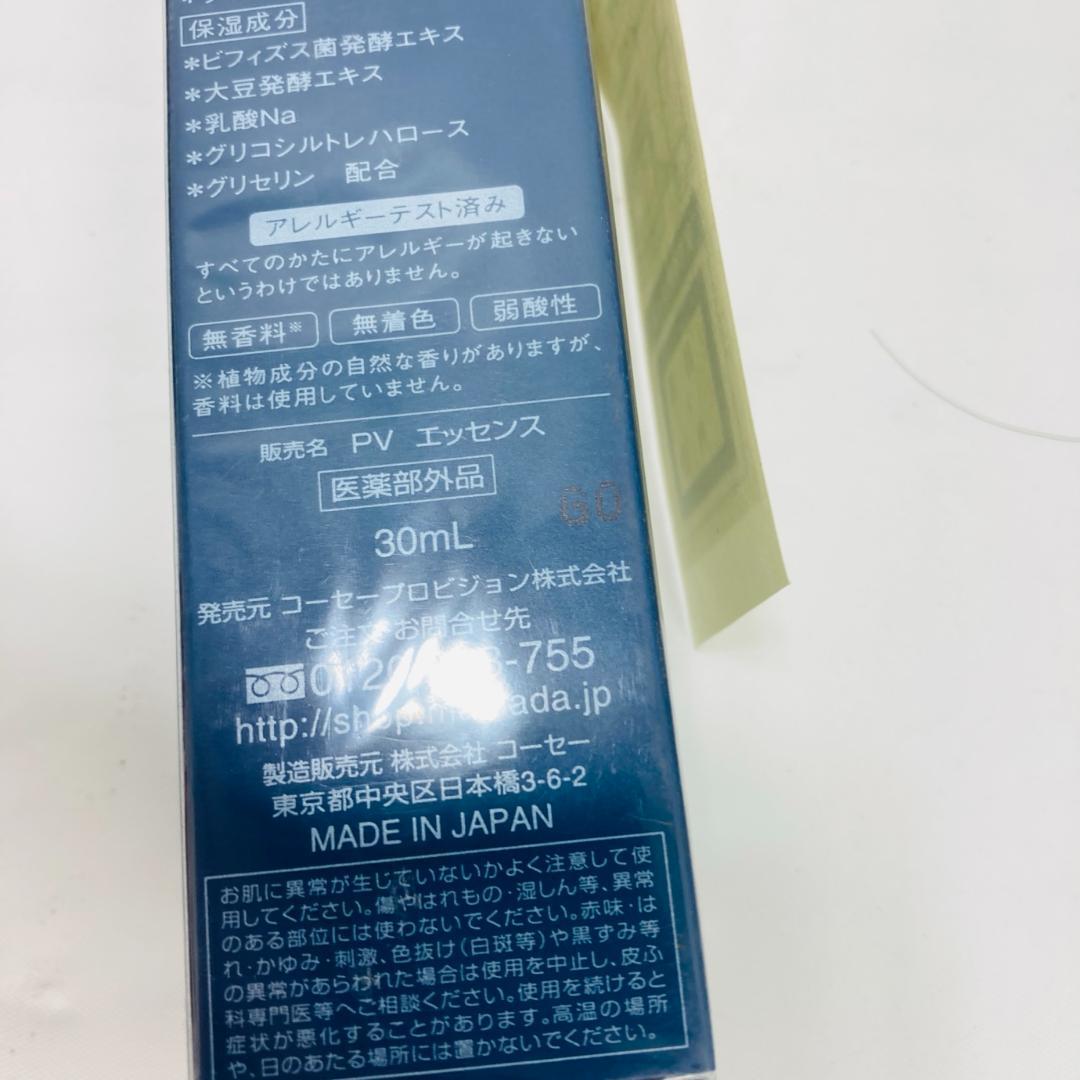 保湿成分
*ビフィズス菌発酵エキス
*大豆発酵エキス
*乳酸Na
*グリコシルトレハロース
*グリセリン 配合
アレルギーテスト済み
すべてのかたにアレルギーが起きない
というわけではありません。
無香料※ 無着色 弱酸性
※植物成分の自然な香りがありますが、
香料は使用していません。
販売名 PV エッセンス
医薬部外品
GO
30mL
発売元 コーセープロビジョン株式会社
ご注文 お問合せ先
-755
http://shop.
製造販売元 株式会社 コーセー
東京都中央区日本橋3-6-2
MADE IN JAPAN
お肌に異常が生じていないかよく注意して使
用してください。傷やはれもの・湿しん等、異常
のある部位には使わないでください。赤味・は
れ・かゆみ・刺激、色抜け(白斑等)や黒ずみ等
の異常があらわれた場合は使用を中止し、皮ふ
科専門医等へご相談ください。使用を続けると
症状が悪化することがあります。高温の場所
や、日のあたる場所には置かないでください。